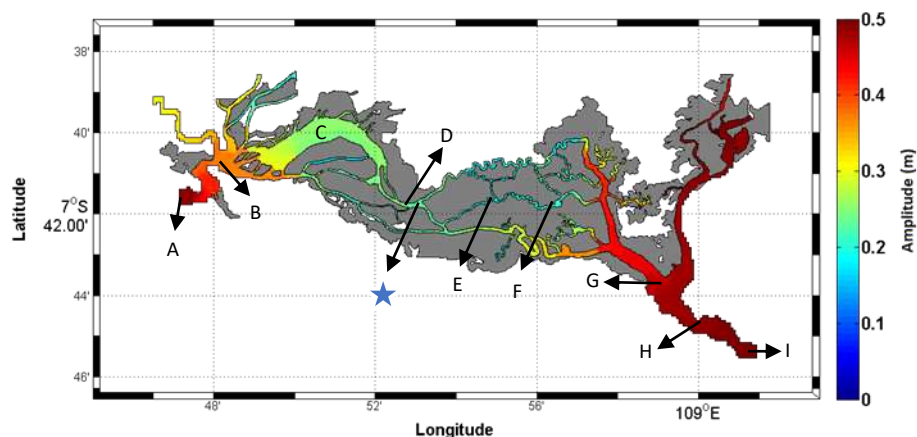 38'
40'
7°S
42.00'
44'
46'
Latitude
48'
52'
56'
109°E
Longitude
A
B
C
D
E
F
G
H
I
0.5
0.4
0.3
0.2
0.1
0
Amplitude (m)